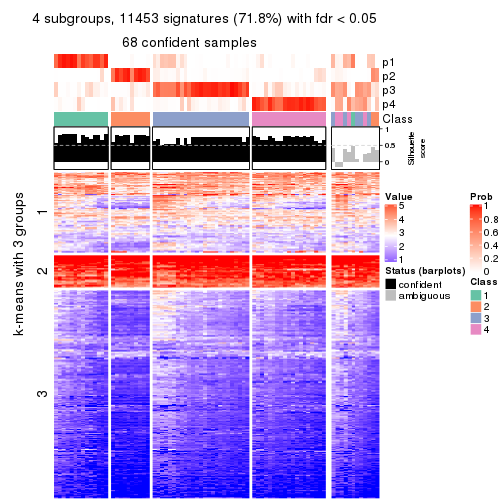 4 subgroups, 11453 signatures (71.8%) with fdr < 0.05
68 confident samples
p1
p2
p3
p4
Class
1
0.5
0
Silhouette
score
k-means with 3 groups
1
2
3
Value
5
4
3
2
1
Status (barplots)
confident
ambiguous
Prob
1
0.8
0.6
0.4
0.2
0
Class
1
2
3
4